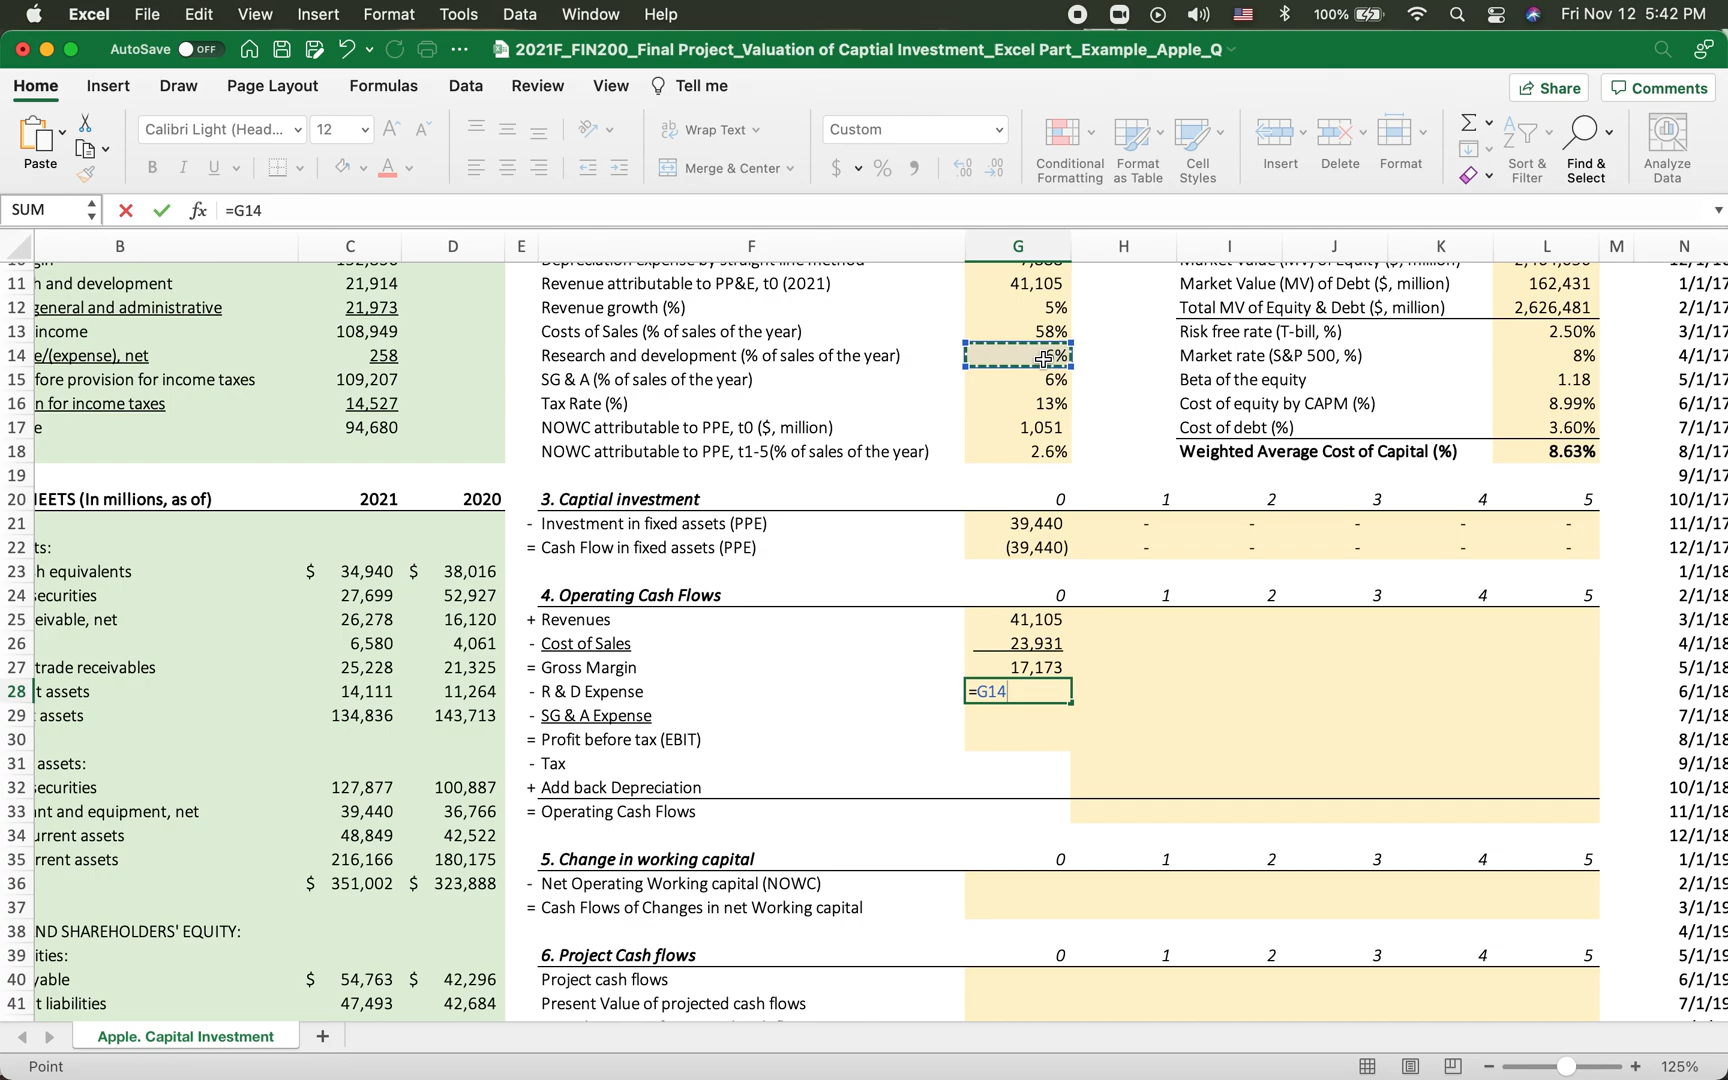 Excel File Edit View Insert Format Tools Data Window Help 100% Fri Nov 12 5:42 PM
AutoSave OFF 2021F_FIN200_Final Project_Valuation of Captial Investment_Excel Part_Example_Apple_Q
Home Insert Draw Page Layout Formulas Data Review View Tell me Share Comments
Paste Calibri Light (Head... 12 Wrap Text Custom
B I U Merge & Center $ % Conditional Formatting Format as Table Cell Styles Insert Delete Format Sort & Filter Find & Select Analyze Data
SUM fx =G14
B C D E F G H I J K L M N
11 h and development 21,914 Revenue attributable to PP&E, t0 (2021) 41,105 Market Value (MV) of Debt ($, million) 162,431 1/1/17
12 general and administrative 21,973 Revenue growth (%) 5% Total MV of Equity & Debt ($, million) 2,626,481 2/1/17
13 income 108,949 Costs of Sales (% of sales of the year) 58% Risk free rate (T-bill, %) 2.50% 3/1/17
14 e/(expense), net 258 Research and development (% of sales of the year) Market rate (S&P 500, %) 8% 4/1/17
15 fore provision for income taxes 109,207 SG & A (% of sales of the year) 6% Beta of the equity 1.18 5/1/17
16 n for income taxes 14,527 Tax Rate (%) 13% Cost of equity by CAPM (%) 8.99% 6/1/17
17 e 94,680 NOWC attributable to PPE, t0 ($, million) 1,051 Cost of debt (%) 3.60% 7/1/17
18 NOWC attributable to PPE, t1-5(% of sales of the year) 2.6% Weighted Average Cost of Capital (%) 8.63% 8/1/17
19 9/1/17
20 IEETS (In millions, as of) 2021 2020 3. Captial investment 0 1 2 3 4 5 10/1/17
21 - Investment in fixed assets (PPE) 39,440 - - - - - 11/1/17
22 ts: = Cash Flow in fixed assets (PPE) (39,440) - - - - - 12/1/17
23 h equivalents $ 34,940 $ 38,016 1/1/18
24 securities 27,699 52,927 4. Operating Cash Flows 0 1 2 3 4 5 2/1/18
25 eivable, net 26,278 16,120 + Revenues 41,105 3/1/18
26 6,580 4,061 - Cost of Sales 23,931 4/1/18
27 trade receivables 25,228 21,325 = Gross Margin 17,173 5/1/18
28 t assets 14,111 11,264 - R & D Expense =G14 6/1/18
29 assets 134,836 143,713 - SG & A Expense 7/1/18
30 = Profit before tax (EBIT) 8/1/18
31 assets: - Tax 9/1/18
32 securities 127,877 100,887 + Add back Depreciation 10/1/18
33 ant and equipment, net 39,440 36,766 = Operating Cash Flows 11/1/18
34 urrent assets 48,849 42,522 12/1/18
35 rrent assets 216,166 180,175 5. Change in working capital 0 1 2 3 4 5 1/1/19
36 $ 351,002 $ 323,888 - Net Operating Working capital (NOWC) 2/1/19
37 = Cash Flows of Changes in net Working capital 3/1/19
38 ND SHAREHOLDERS' EQUITY: 4/1/19
39 ities: 6. Project Cash flows 0 1 2 3 4 5 5/1/19
40 yable $ 54,763 $ 42,296 Project cash flows 6/1/19
41 t liabilities 47,493 42,684 Present Value of projected cash flows 7/1/19
Apple. Capital Investment +
Point 125%